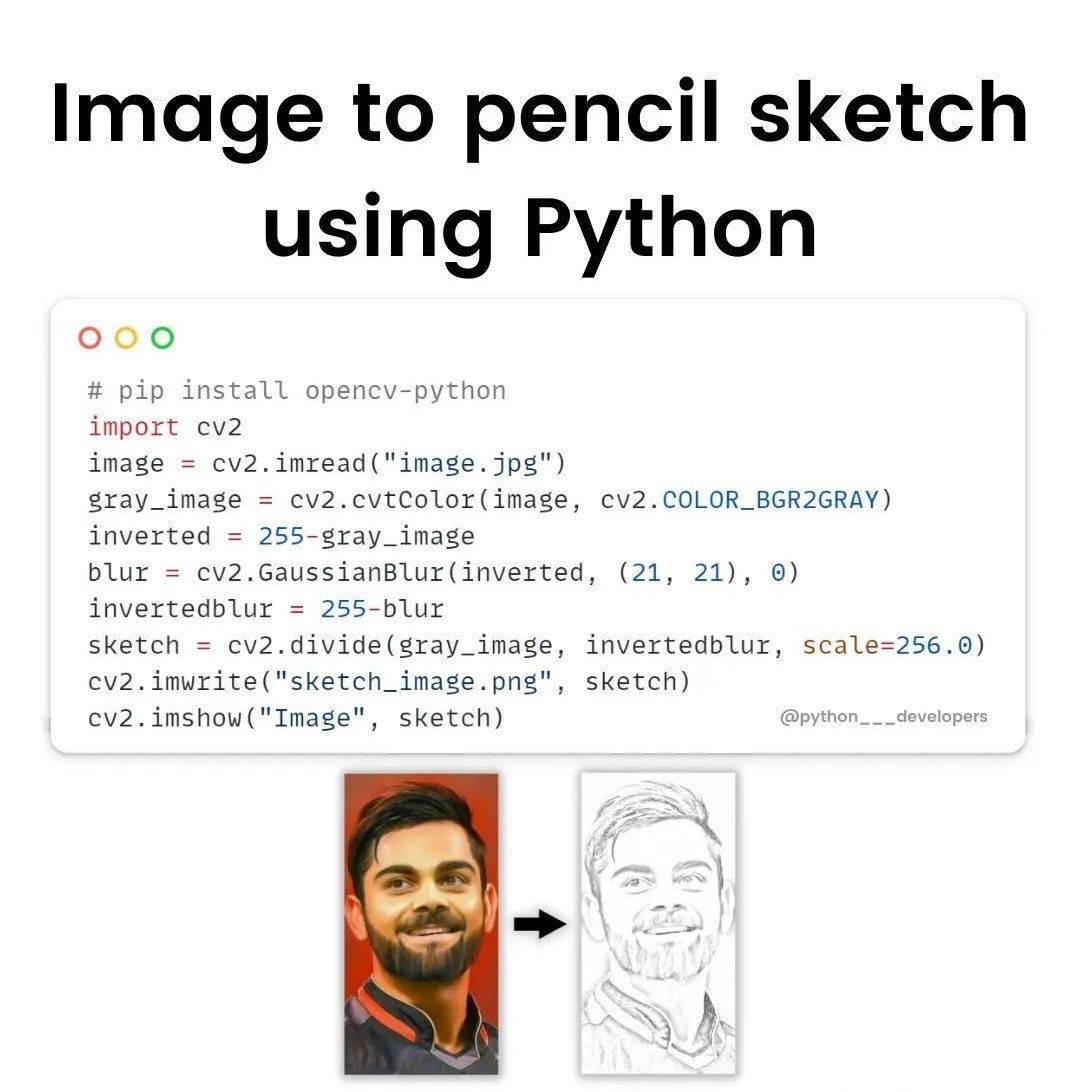 Image to pencil sketch
using Python
# pip install opencv-python
import cv2
image = cv2.imread("image.jpg")
gray_image = cv2.cvtColor(image, cv2.COLOR_BGR2GRAY)
inverted = 255-gray_image
blur = cv2.GaussianBlur(inverted, (21, 21), 0)
invertedblur = 255-blur
sketch = cv2.divide(gray_image, invertedblur, scale=256.0)
cv2.imwrite("sketch_image.png", sketch)
cv2.imshow("Image", sketch)
@python___developers